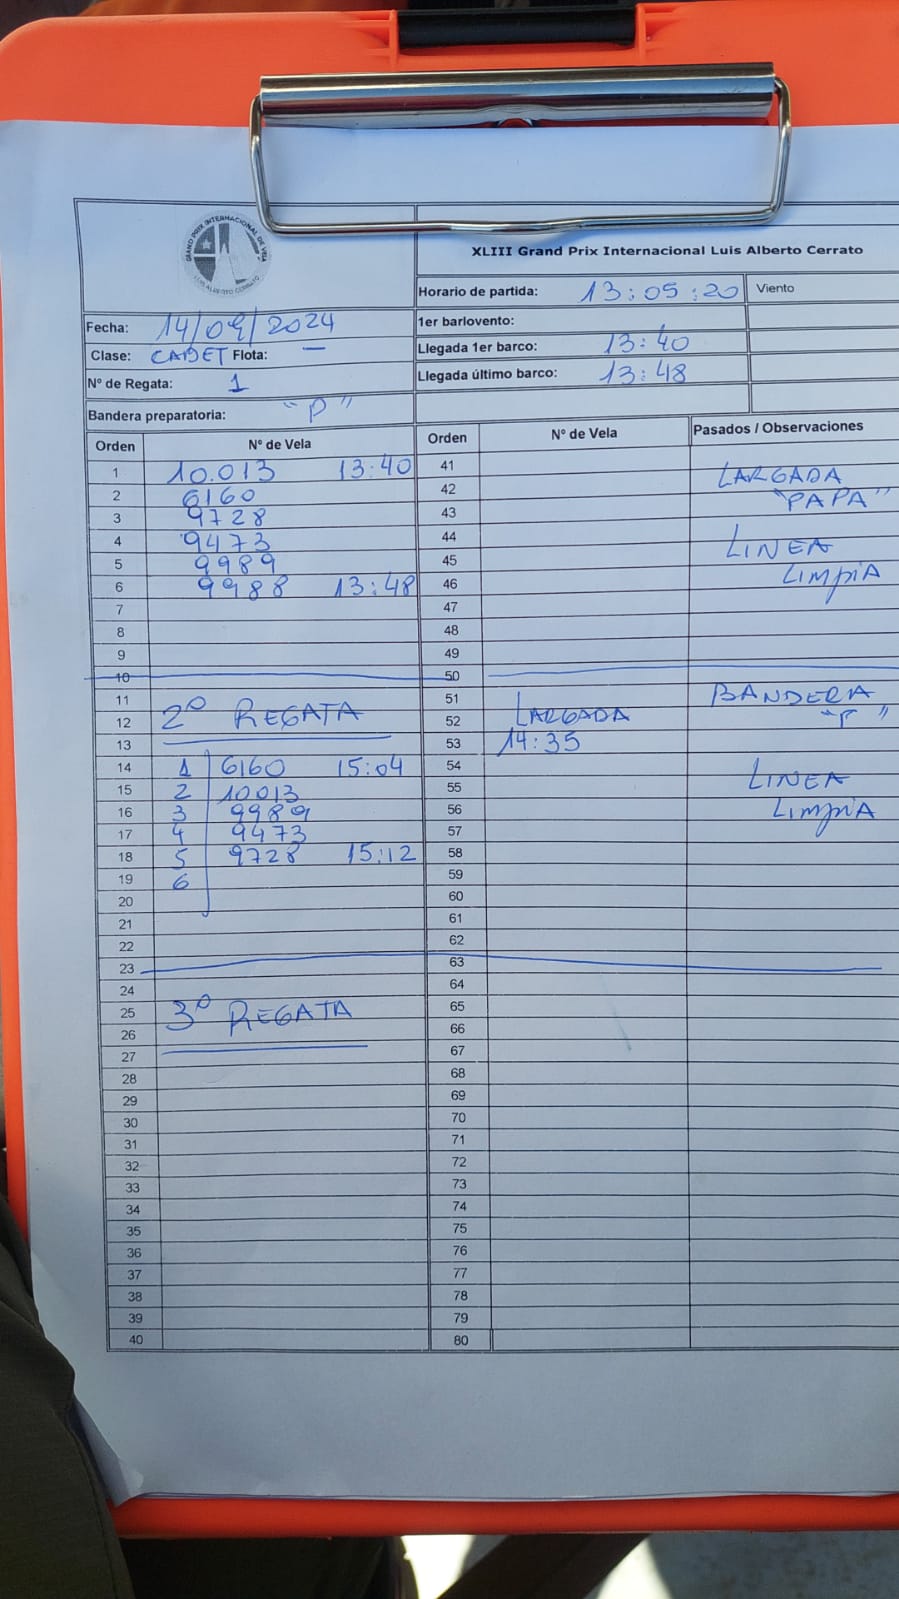 GRAND PRIX INTERNACIONAL DE VELA
LUIS ALBERTO CERRATO
XLIII Grand Prix Internacional Luis Alberto Cerrato
Horario de partida: 13:05:20 Viento
Fecha: 14/09/2024
1er barlovento:
Clase: CADET Flota: —
Llegada 1er barco: 13:40
Nº de Regata: 1
Llegada último barco: 13:48
Bandera preparatoria: "P"
Orden Nº de Vela Orden Nº de Vela Pasados / Observaciones
1 10.013 13:40 41 LARGADA
2 6160 42 "PAPA"
3 9728 43
4 9473 44 LINEA
5 9989 45
6 9988 13:48 46 LIMPIA
7 47
8 48
9 49
10 50
11 51 BANDERA
12 2º REGATA 52 LARGADA "P"
13 53 14:35
14 1 6160 15:04 54
15 2 10013 55 LINEA
16 3 9989 56 LIMPIA
17 4 9473 57
18 5 9728 15:12 58
19 6 59
20 60
21 61
22 62
23 63
24 64
25 3º REGATA 65
26 66
27 67
28 68
29 69
30 70
31 71
32 72
33 73
34 74
35 75
36 76
37 77
38 78
39 79
40 80